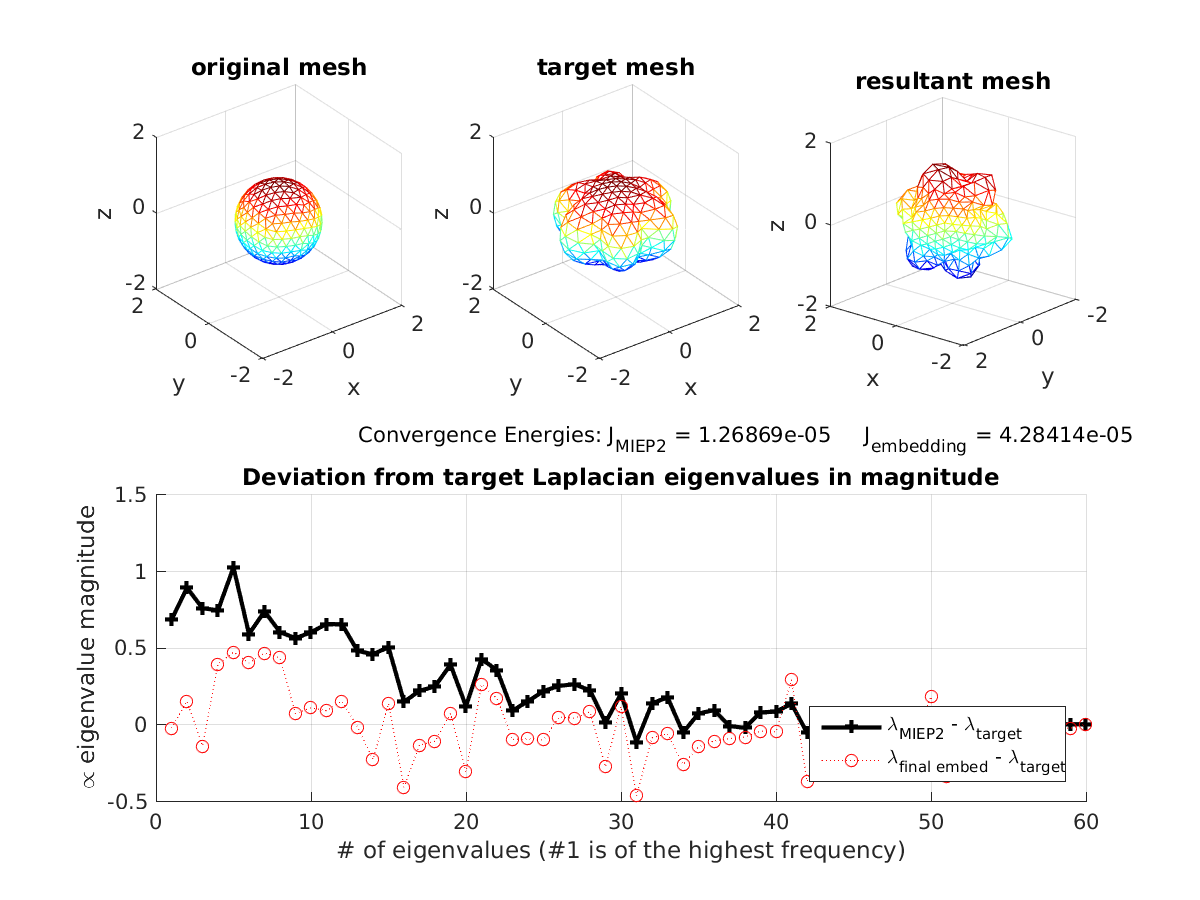 original mesh
target mesh
resultant mesh
2
0
-2
z
2
0
-2
y
-2
0
2
x
2
0
-2
z
2
0
-2
y
-2
0
2
x
2
0
-2
z
2
0
-2
x
2
0
-2
y
Convergence Energies: J_MIEP2 = 1.26869e-05 J_embedding = 4.28414e-05
Deviation from target Laplacian eigenvalues in magnitude
∝ eigenvalue magnitude
1.5
1
0.5
0
-0.5
λ_MIEP2 - λ_target
λ_final embed - λ_target
0 10 20 30 40 50 60
# of eigenvalues (#1 is of the highest frequency)